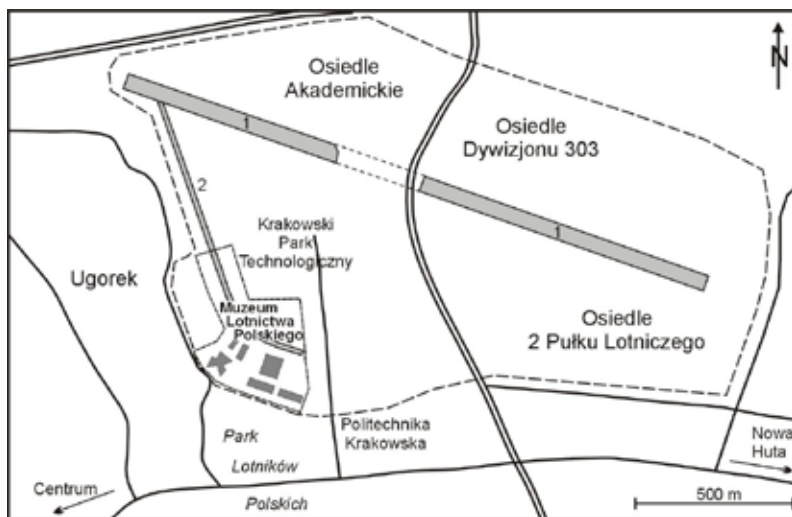 Osiedle
Akademickie
N
1
Osiedle
Dywizjonu 303
2
Krakowski
Park
Technologiczny
1
Ugorek
Muzeum
Lotnictwa
Polskiego
Osiedle
2 Pułku Lotniczego
Park
Lotników
Polskich
Politechnika
Krakowska
Nowa
Huta
Centrum
500 m